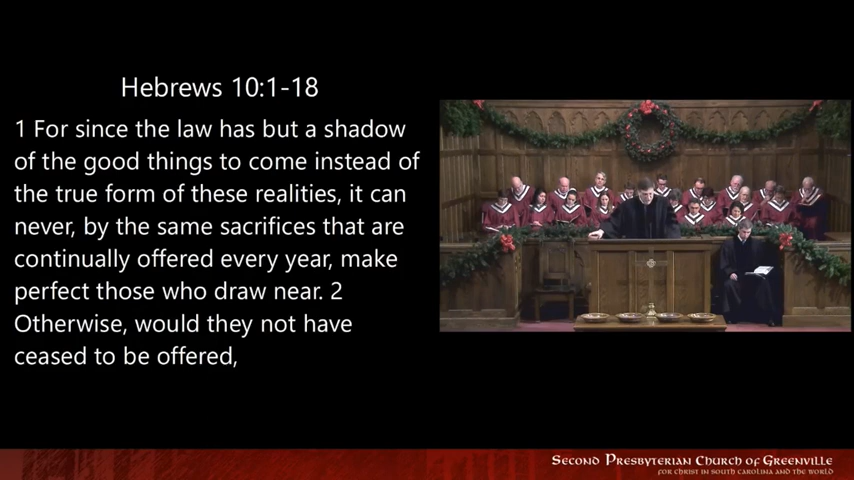 Hebrews 10:1-18
1 For since the law has but a shadow
of the good things to come instead of
the true form of these realities, it can
never, by the same sacrifices that are
continually offered every year, make
perfect those who draw near. 2
Otherwise, would they not have
ceased to be offered,
Second Presbyterian Church of Greenville
for Christ in South Carolina and the World